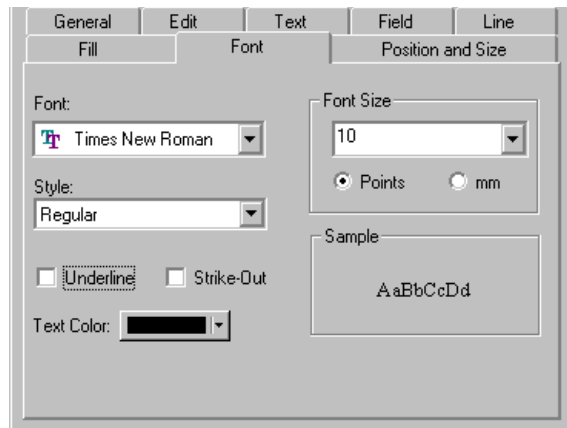 General Edit Text Field Line
Fill Font Position and Size
Font:
Times New Roman
Style:
Regular
Underline Strike-Out
Text Color:
Font Size
10
Points mm
Sample
AaBbCcDd